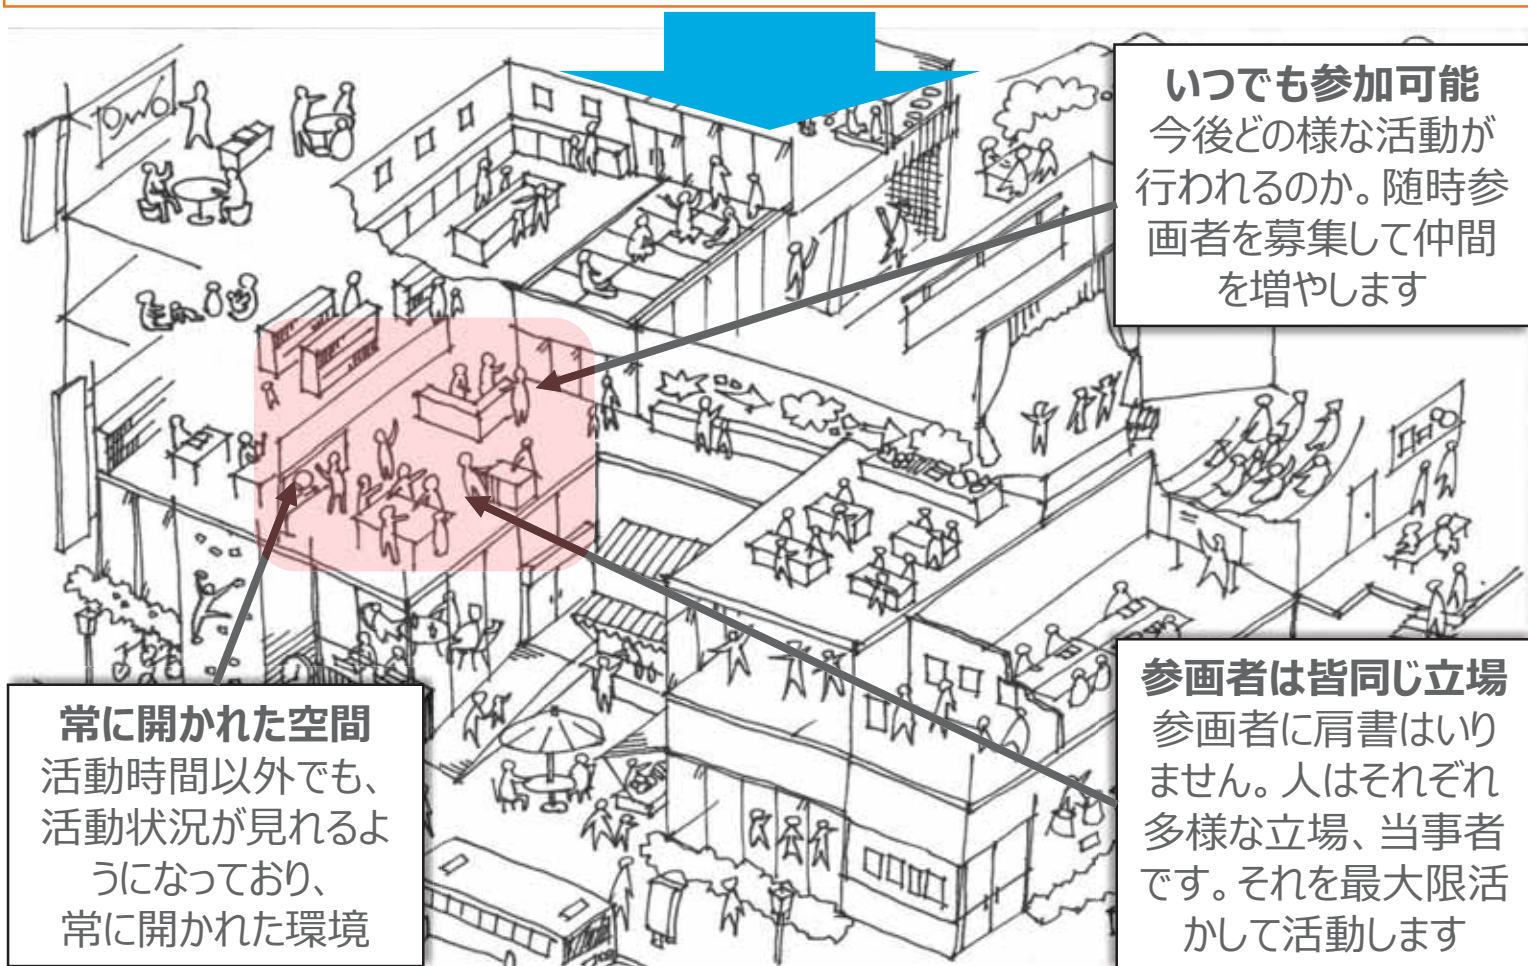 いつでも参加可能
今後どの様な活動が
行われるのか。随時参
画者を募集して仲間
を増やします
常に開かれた空間
活動時間以外でも、
活動状況が見れるよ
うになっており、
常に開かれた環境
参画者は皆同じ立場
参画者に肩書はいり
ません。人はそれぞれ
多様な立場、当事者
です。それを最大限活
かして活動します